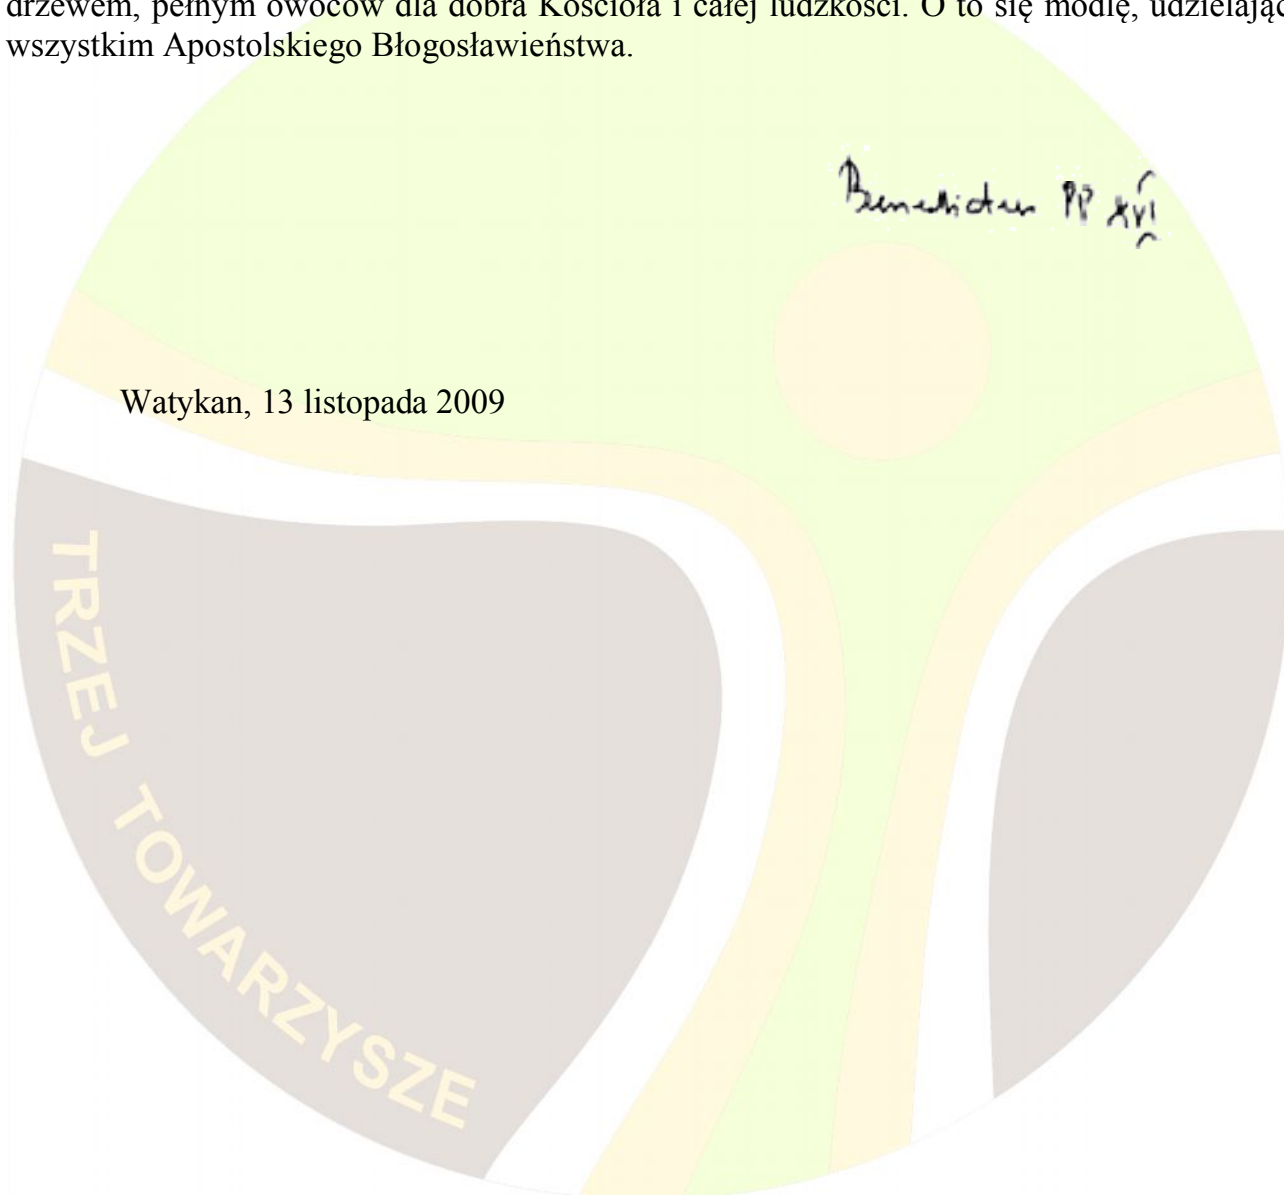 drzewem, pełnym owoców dla dobra Kościoła i całej ludzkości. O to się modlę, udzielając
wszystkim Apostolskiego Błogosławieństwa.
Benedictus PP XVI
Watykan, 13 listopada 2009
TRZEJ TOWARZYSZE